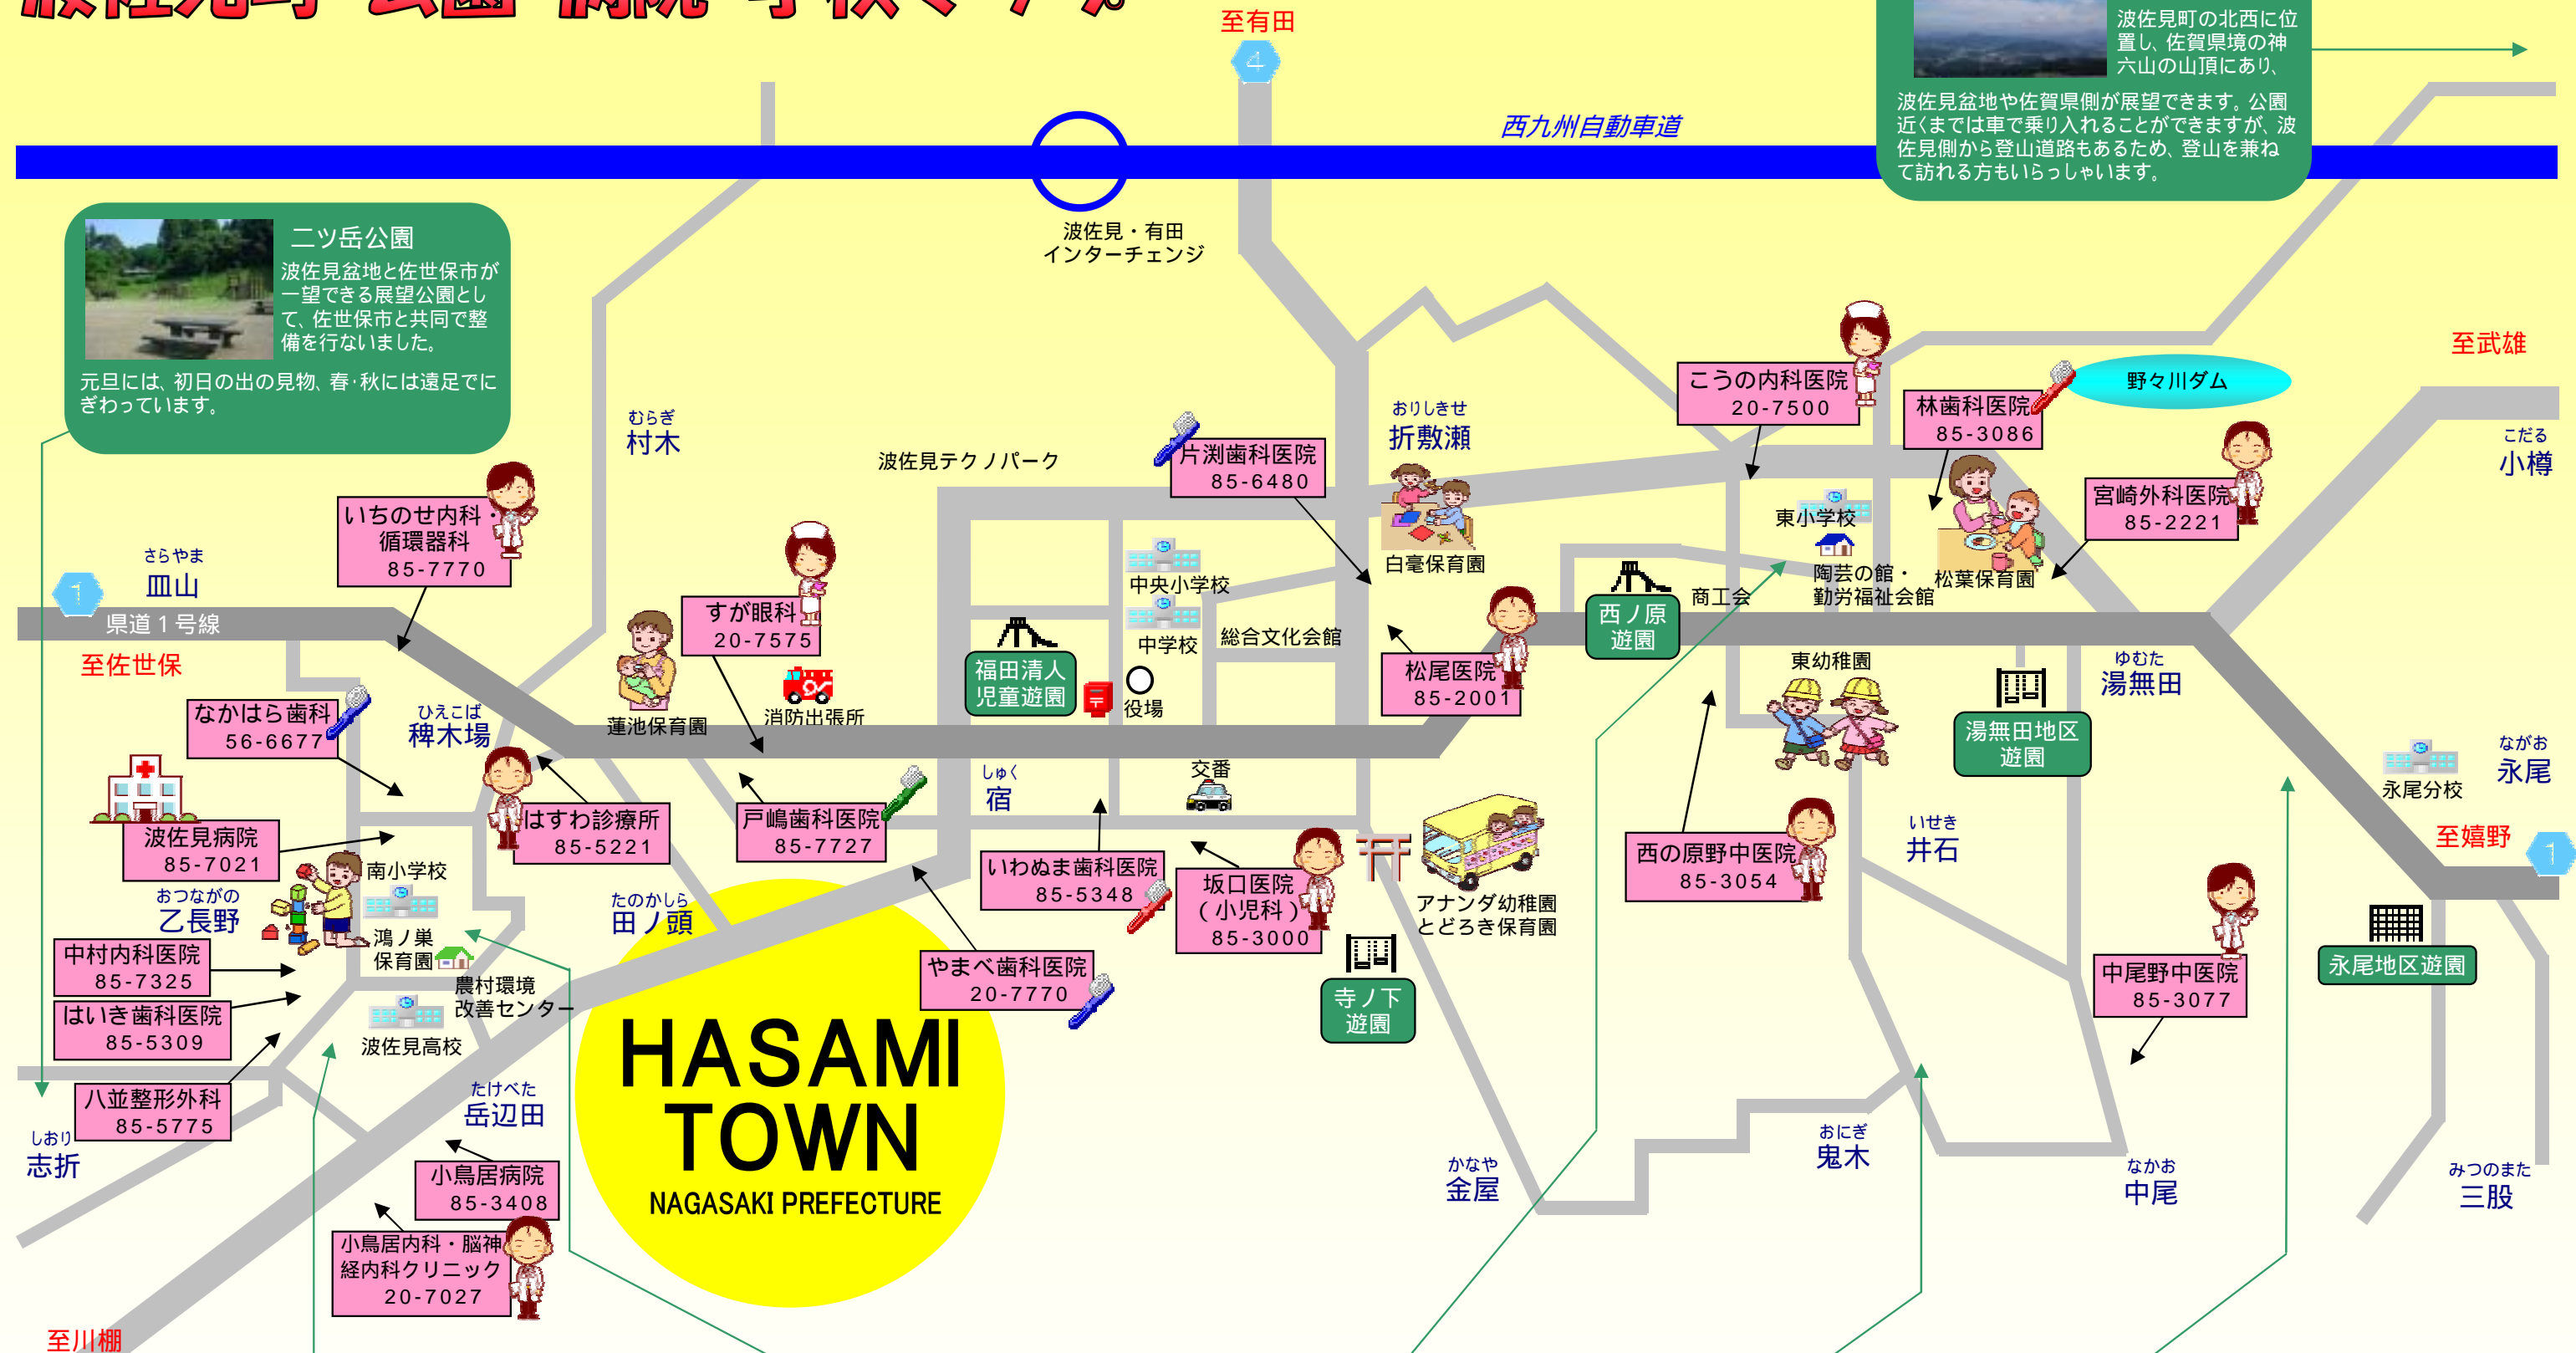 至有田
4
波佐見町の北西に位
置し、佐賀県境の神
六山の山頂にあり、
波佐見盆地や佐賀県側が展望できます。公園
近くまでは車で乗り入れることができますが、波
佐見側から登山道路もあるため、登山を兼ね
て訪れる方もいらっしゃいます。
西九州自動車道
波佐見・有田
インターチェンジ
二ツ岳公園
波佐見盆地と佐世保市が
一望できる展望公園とし
て、佐世保市と共同で整
備を行ないました。
元旦には、初日の出の見物、春・秋には遠足でに
ぎわっています。
至武雄
野々川ダム
こうの内科医院
20-7500
林歯科医院
85-3086
むらぎ
村木
おりしきせ
折敷瀬
こだる
小樽
波佐見テクノパーク
片渕歯科医院
85-6480
宮崎外科医院
85-2221
いちのせ内科・
循環器科
85-7770
東小学校
さらやま
皿山
中央小学校
白毫保育園
陶芸の館・
勤労福祉会館
松葉保育園
1
県道1号線
すが眼科
20-7575
中学校
総合文化会館
西ノ原
遊園
商工会
至佐世保
福田清人
児童遊園
〒
役場
松尾医院
85-2001
東幼稚園
ゆむた
湯無田
なかはら歯科
56-6677
ひえこば
稗木場
蓮池保育園
消防出張所
湯無田地区
遊園
ながお
永尾
永尾分校
しゅく
宿
交番
はすわ診療所
85-5221
戸嶋歯科医院
85-7727
波佐見病院
85-7021
いせき
井石
至嬉野
1
西の原野中医院
85-3054
いわぬま歯科医院
85-5348
坂口医院
(小児科)
85-3000
アナンダ幼稚園
とどろき保育園
南小学校
おつながの
乙長野
たのかしら
田ノ頭
鴻ノ巣
保育園
中村内科医院
85-7325
やまべ歯科医院
20-7770
中尾野中医院
85-3077
永尾地区遊園
農村環境
改善センター
寺ノ下
遊園
はいき歯科医院
85-5309
波佐見高校
HASAMI
TOWN
NAGASAKI PREFECTURE
八並整形外科
85-5775
たけべた
岳辺田
しおり
志折
おにぎ
鬼木
かなや
金屋
なかお
中尾
みつのまた
三股
小鳥居病院
85-3408
小鳥居内科・脳神
経内科クリニック
20-7027
至川棚